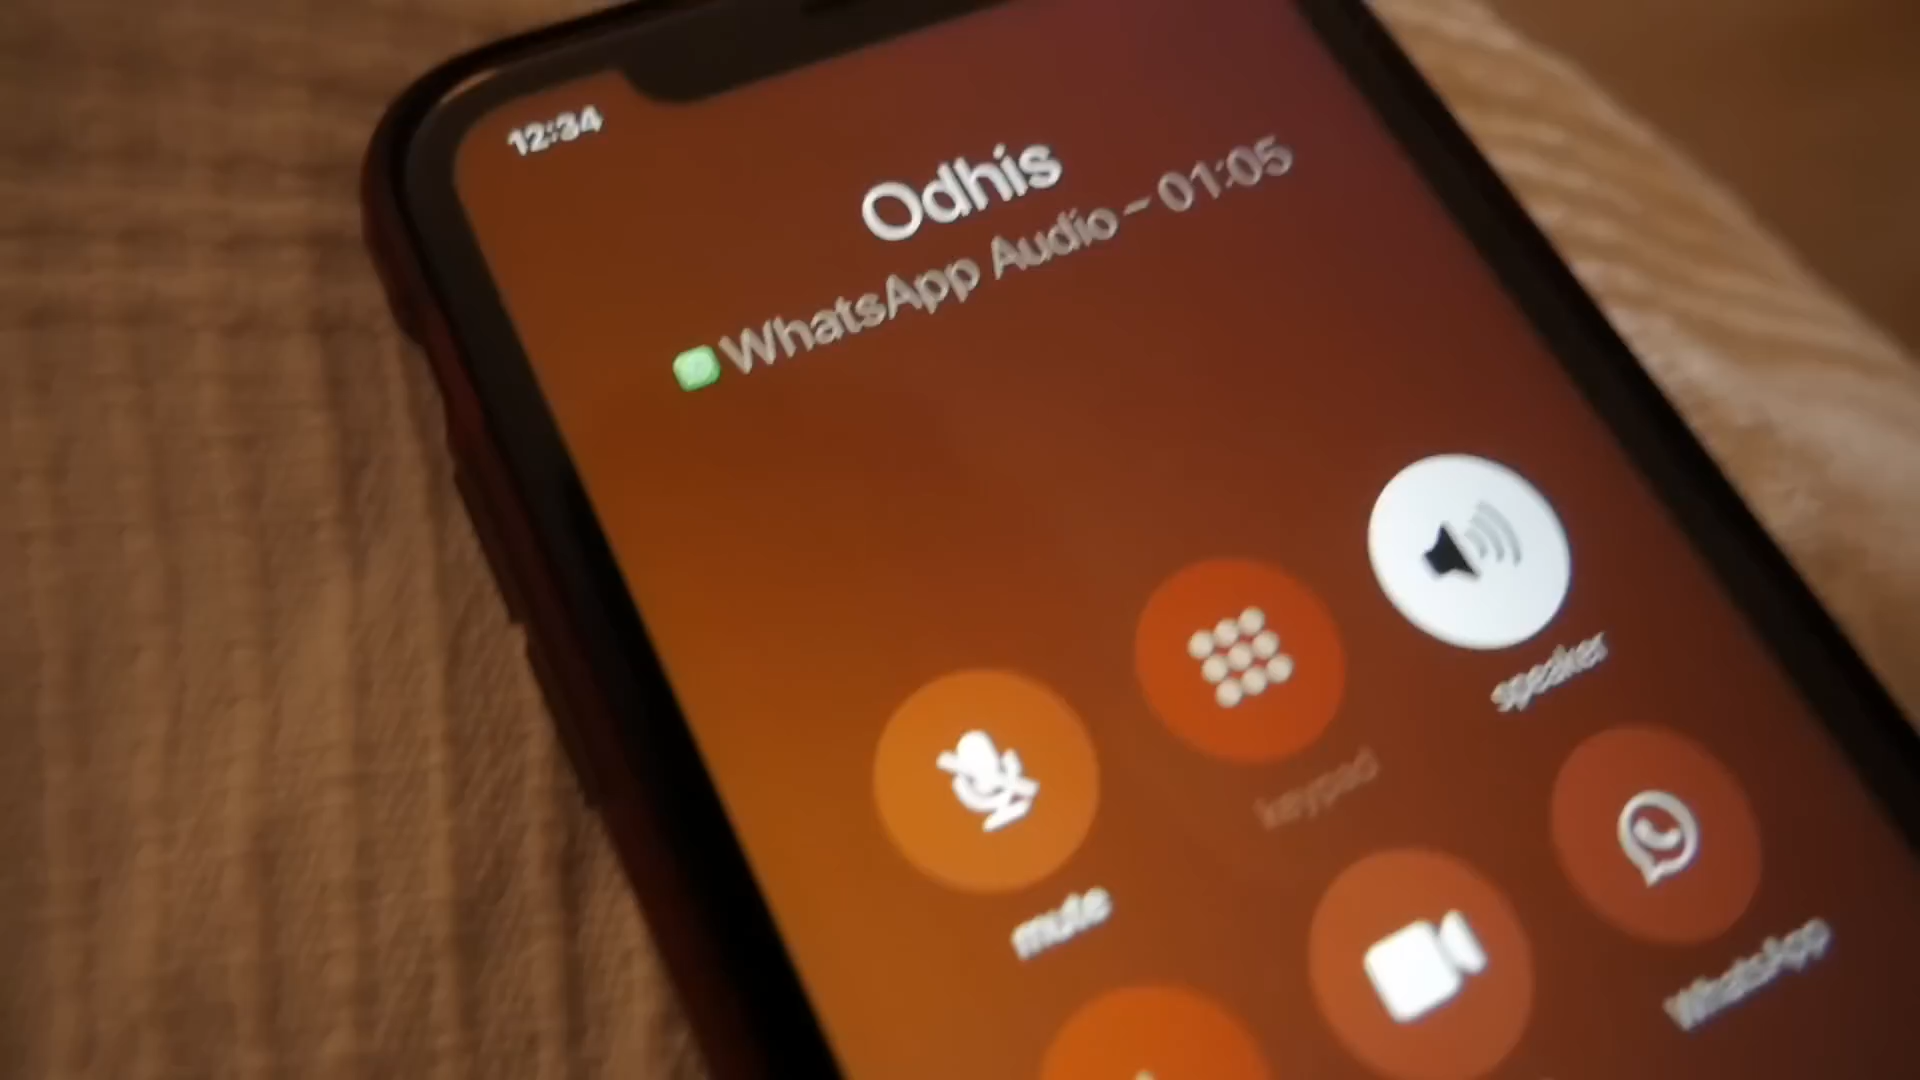 12:34
Odhis
WhatsApp Audio – 01:05
speaker
keypad
mute
WhatsApp